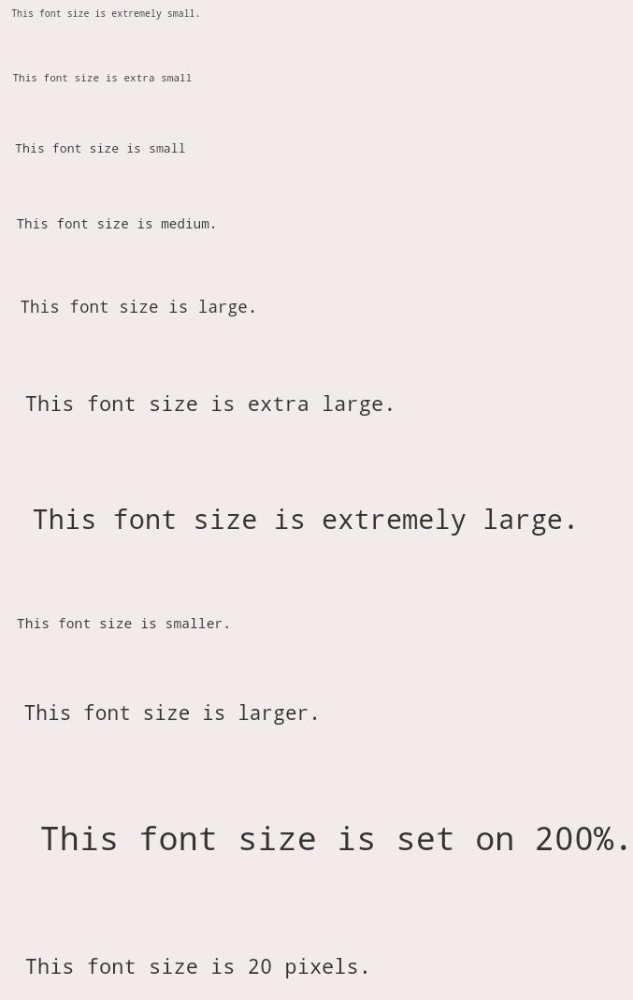 This font size is extremely small.
This font size is extra small
This font size is small
This font size is medium.
This font size is large.
This font size is extra large.
This font size is extremely large.
This font size is smaller.
This font size is larger.
This font size is set on 200%.
This font size is 20 pixels.